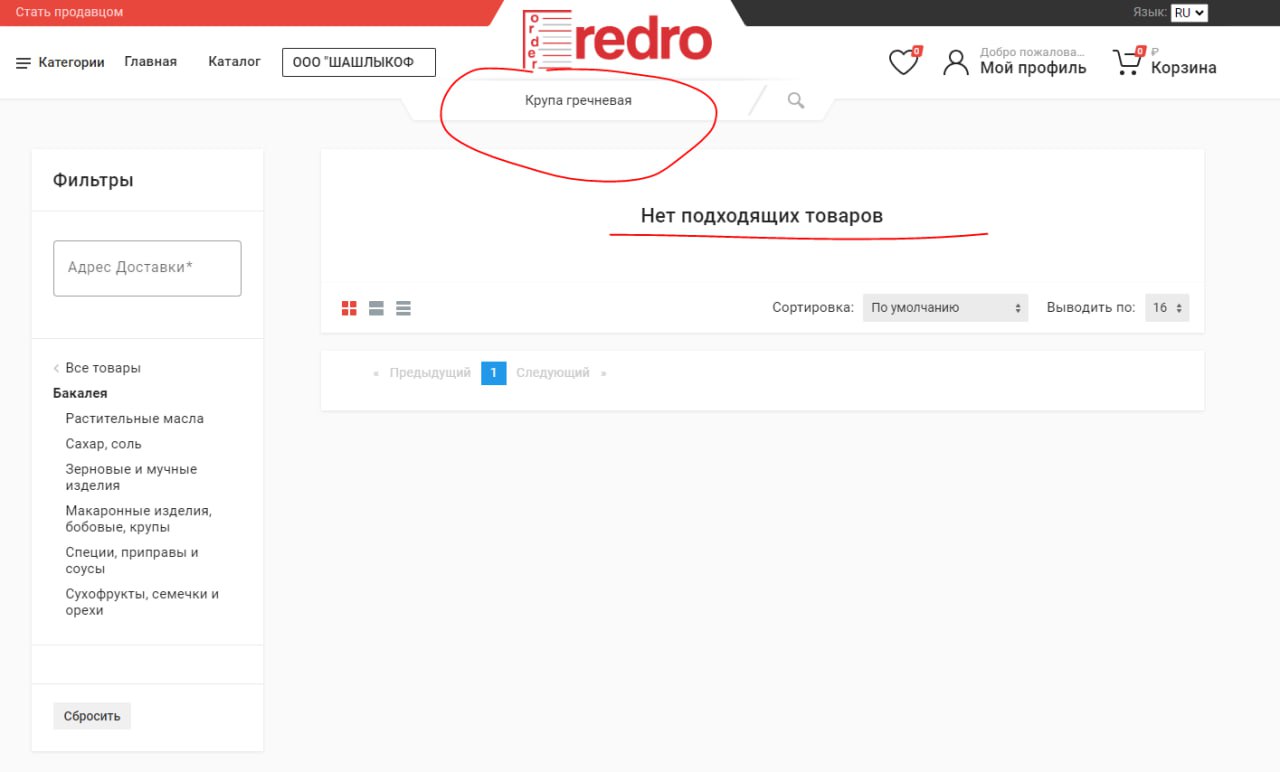 Стать продавцом
Язык: RU
order redro
Категории Главная Каталог ООО "ШАШЛЫКОФ
0 Добро пожалова... Мой профиль
0 ₽ Корзина
Крупа гречневая
Фильтры
Адрес Доставки*
Все товары
Бакалея
Растительные масла
Сахар, соль
Зерновые и мучные
изделия
Макаронные изделия,
бобовые, крупы
Специи, приправы и
соусы
Сухофрукты, семечки и
орехи
Сбросить
Нет подходящих товаров
Сортировка: По умолчанию Выводить по: 16
« Предыдущий 1 Следующий »